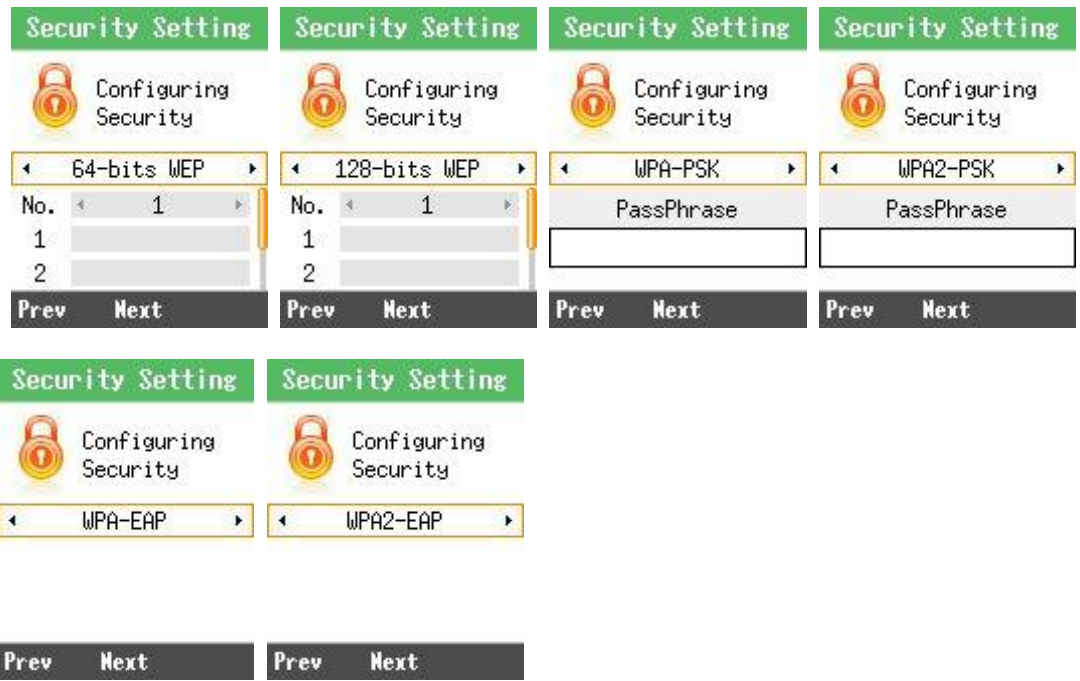 Security Setting
Configuring
Security
64-bits WEP
No. 1
1
2
Prev Next
Security Setting
Configuring
Security
128-bits WEP
No. 1
1
2
Prev Next
Security Setting
Configuring
Security
WPA-PSK
PassPhrase
Prev Next
Security Setting
Configuring
Security
WPA2-PSK
PassPhrase
Prev Next
Security Setting
Configuring
Security
WPA-EAP
Prev Next
Security Setting
Configuring
Security
WPA2-EAP
Prev Next